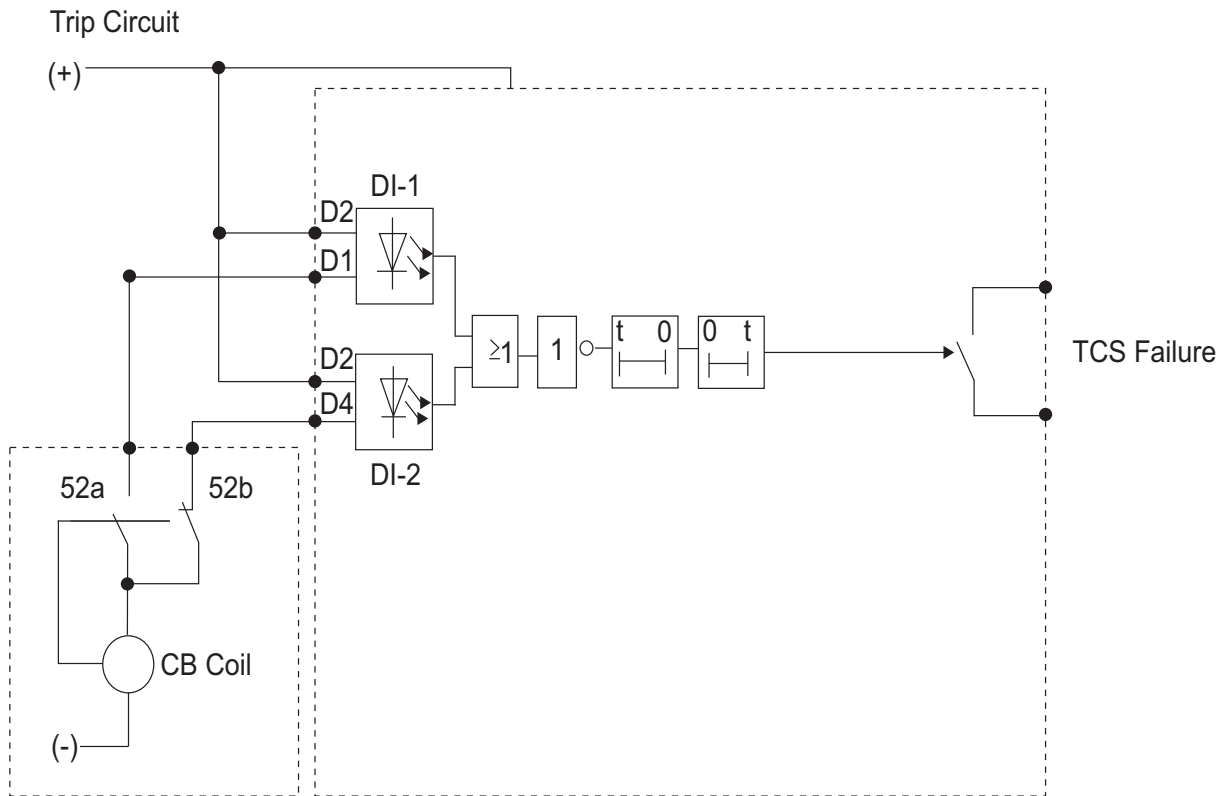 Trip Circuit
(+)
DI-1
D2
D1
D2
D4
DI-2
≥1
1
t 0
0 t
TCS Failure
52a
52b
CB Coil
(-)